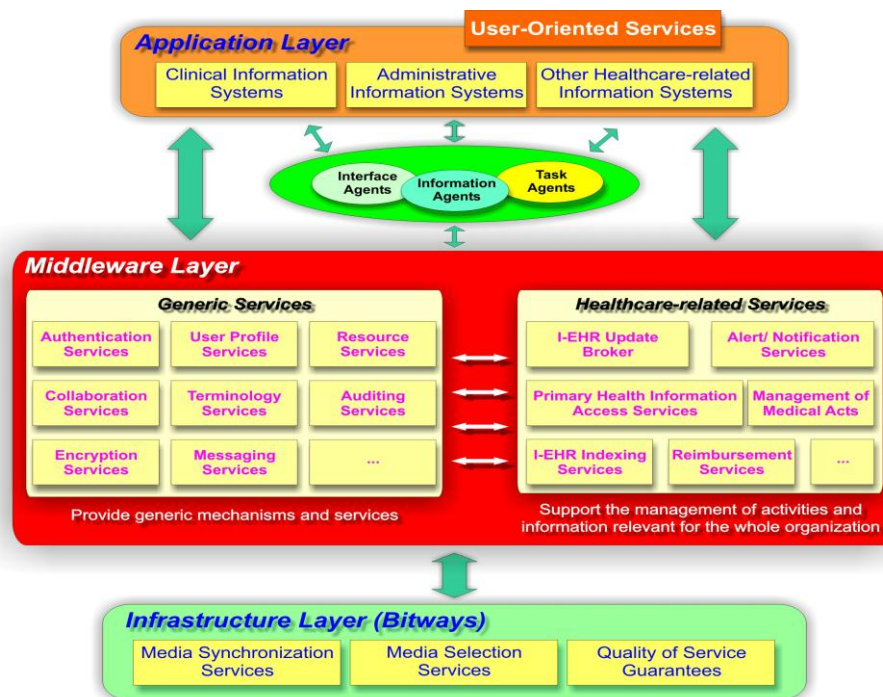 User-Oriented Services
Application Layer
Clinical Information
Systems
Administrative
Information Systems
Other Healthcare-related
Information Systems
Interface
Agents
Information
Agents
Task
Agents
Middleware Layer
Generic Services
Authentication
Services
User Profile
Services
Resource
Services
Collaboration
Services
Terminology
Services
Auditing
Services
Encryption
Services
Messaging
Services
...
Provide generic mechanisms and services
Healthcare-related Services
I-EHR Update
Broker
Alert/ Notification
Services
Primary Health Information
Access Services
Management of
Medical Acts
I-EHR Indexing
Services
Reimbursement
Services
...
Support the management of activities and
information relevant for the whole organization
Infrastructure Layer (Bitways)
Media Synchronization
Services
Media Selection
Services
Quality of Service
Guarantees